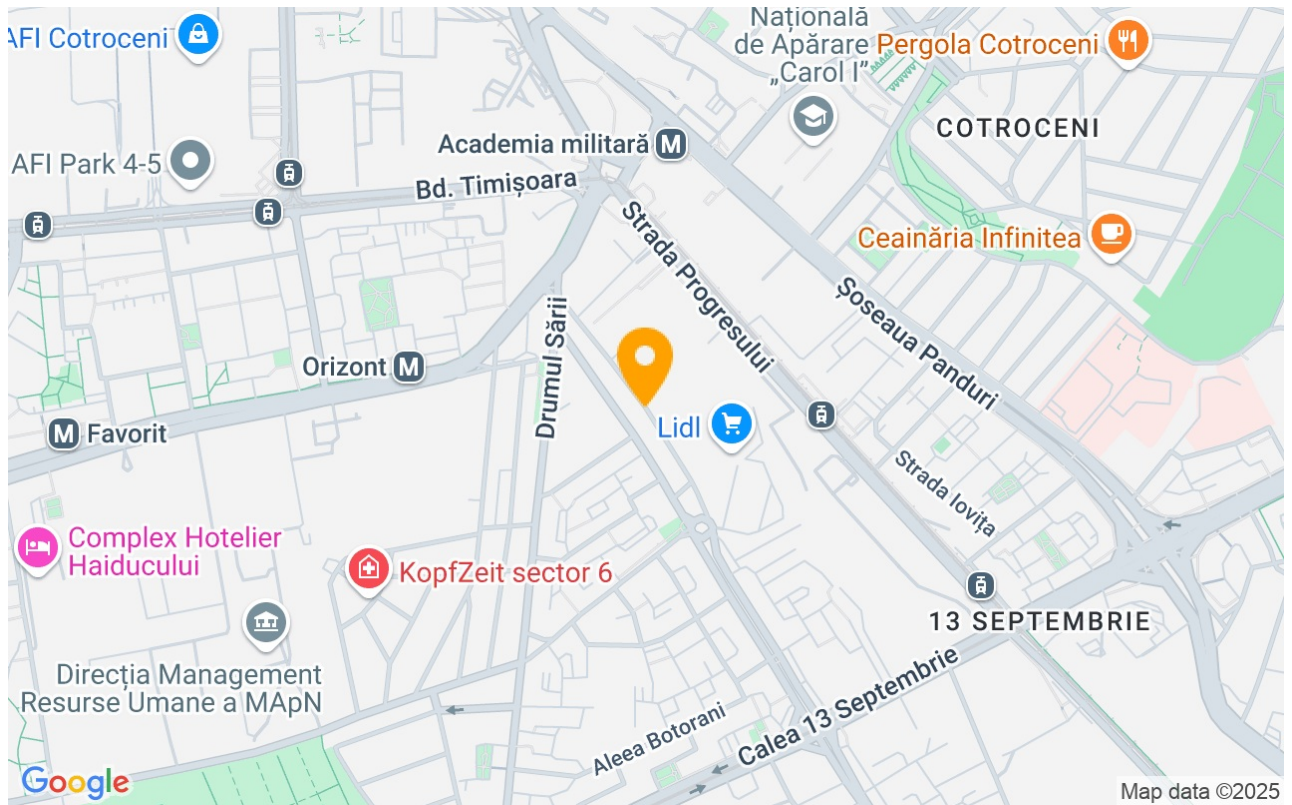 AFI Cotroceni
Națională
de Apărare
„Carol I”
Pergola Cotroceni
COTROCENI
Academia militară
M
AFI Park 4-5
Bd. Timișoara
Strada Progresului
Ceainăria Infinitea
Șoseaua Panduri
Drumul Sării
Orizont
M
M
Favorit
Lidl
Strada Iovița
Complex Hotelier
Haiducului
KopfZeit sector 6
13 SEPTEMBRIE
Direcția Management
Resurse Umane a MApN
Calea 13 Septembrie
Aleea Botorani
Google
Map data ©2025